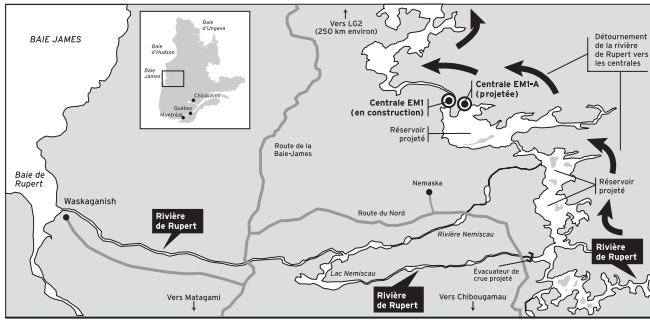 BAIE JAMES
Baie
d'Ungava
Baie
d'Hudson
Baie
James
Chicoutimi
Québec
Montréal
Vers LG2
(250 km environ)
Détournement
de la rivière
de Rupert vers
les centrales
Centrale EM1-A
(projetée)
Centrale EM1
(en construction)
Réservoir
projeté
Route de la
Baie-James
Baie de
Rupert
Waskaganish
Nemaska
Réservoir
projeté
Route du Nord
Rivière
de Rupert
Rivière Nemiscau
Rivière
de Rupert
Lac Nemiscau
Évacuateur de
crue projeté
Rivière
de Rupert
Vers Matagami
Vers Chibougamau